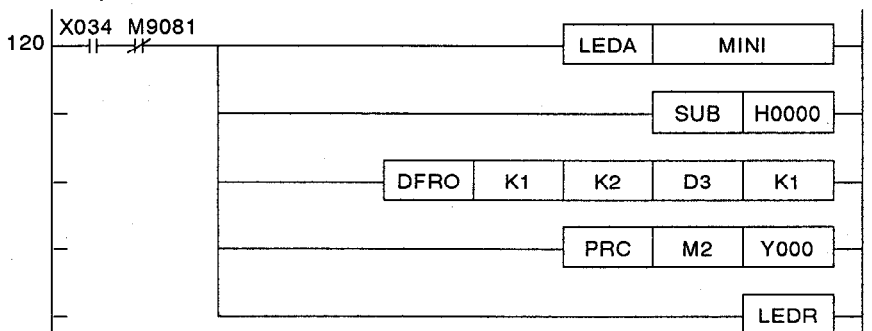 X034 M9081
120 LEDA MINI
SUB H0000
DFRO K1 K2 D3 K1
PRC M2 Y000
LEDR